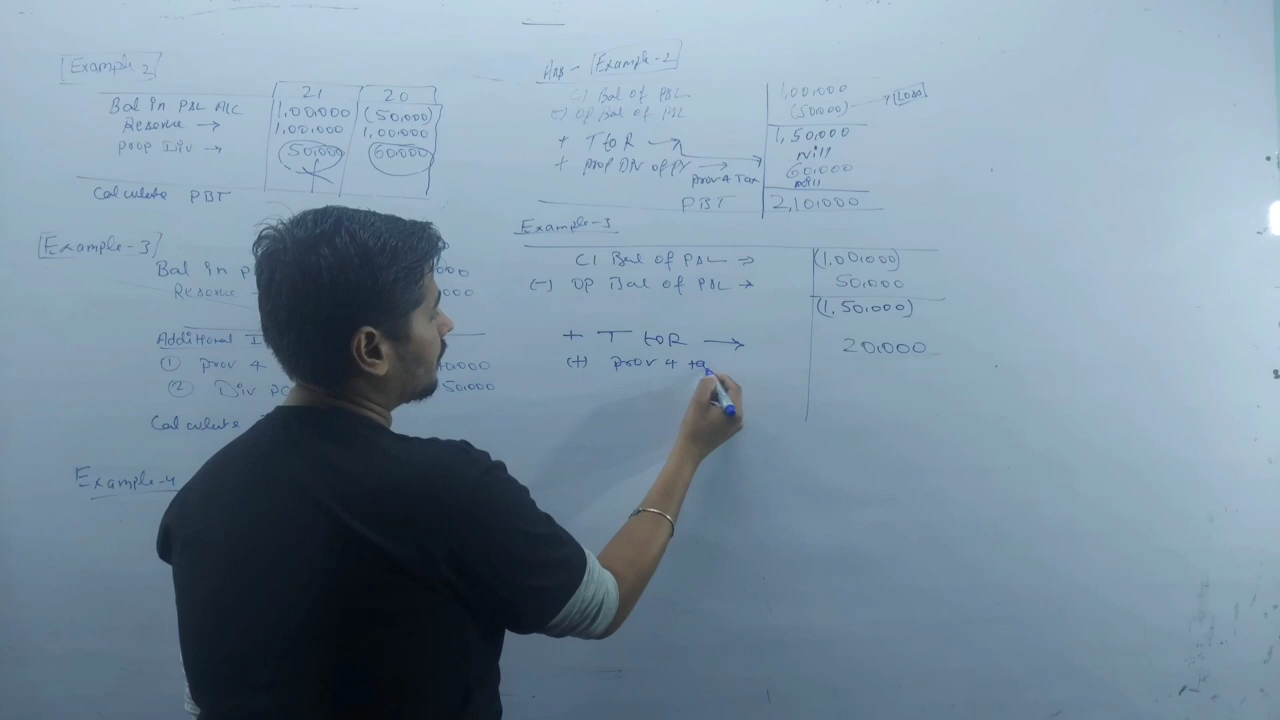 Example 2
21 20
Bal in P&L A/C 1,00,000 (50,000)
Reserve → 1,00,000 1,00,000
prop Div → 50,000 60,000
Calculate PBT
Example-3
Bal in P
Reserve
Additional I
① prov 4
② Div 50,000
Calculate
Example-4
Ans - Example-2
Cl Bal of P&L 1,00,000
(-) OP Bal of P&L (50,000) → Loss
1,50,000
+ T to R → Nill
+ prop Div of PY → 60,000
prov 4 Tax nill
PBT 2,10,000
Example-3
Cl Bal of P&L → (1,00,000)
(-) OP Bal of P&L → 50,000
(1,50,000)
+ T to R → 20,000
(+) prov 4 ta